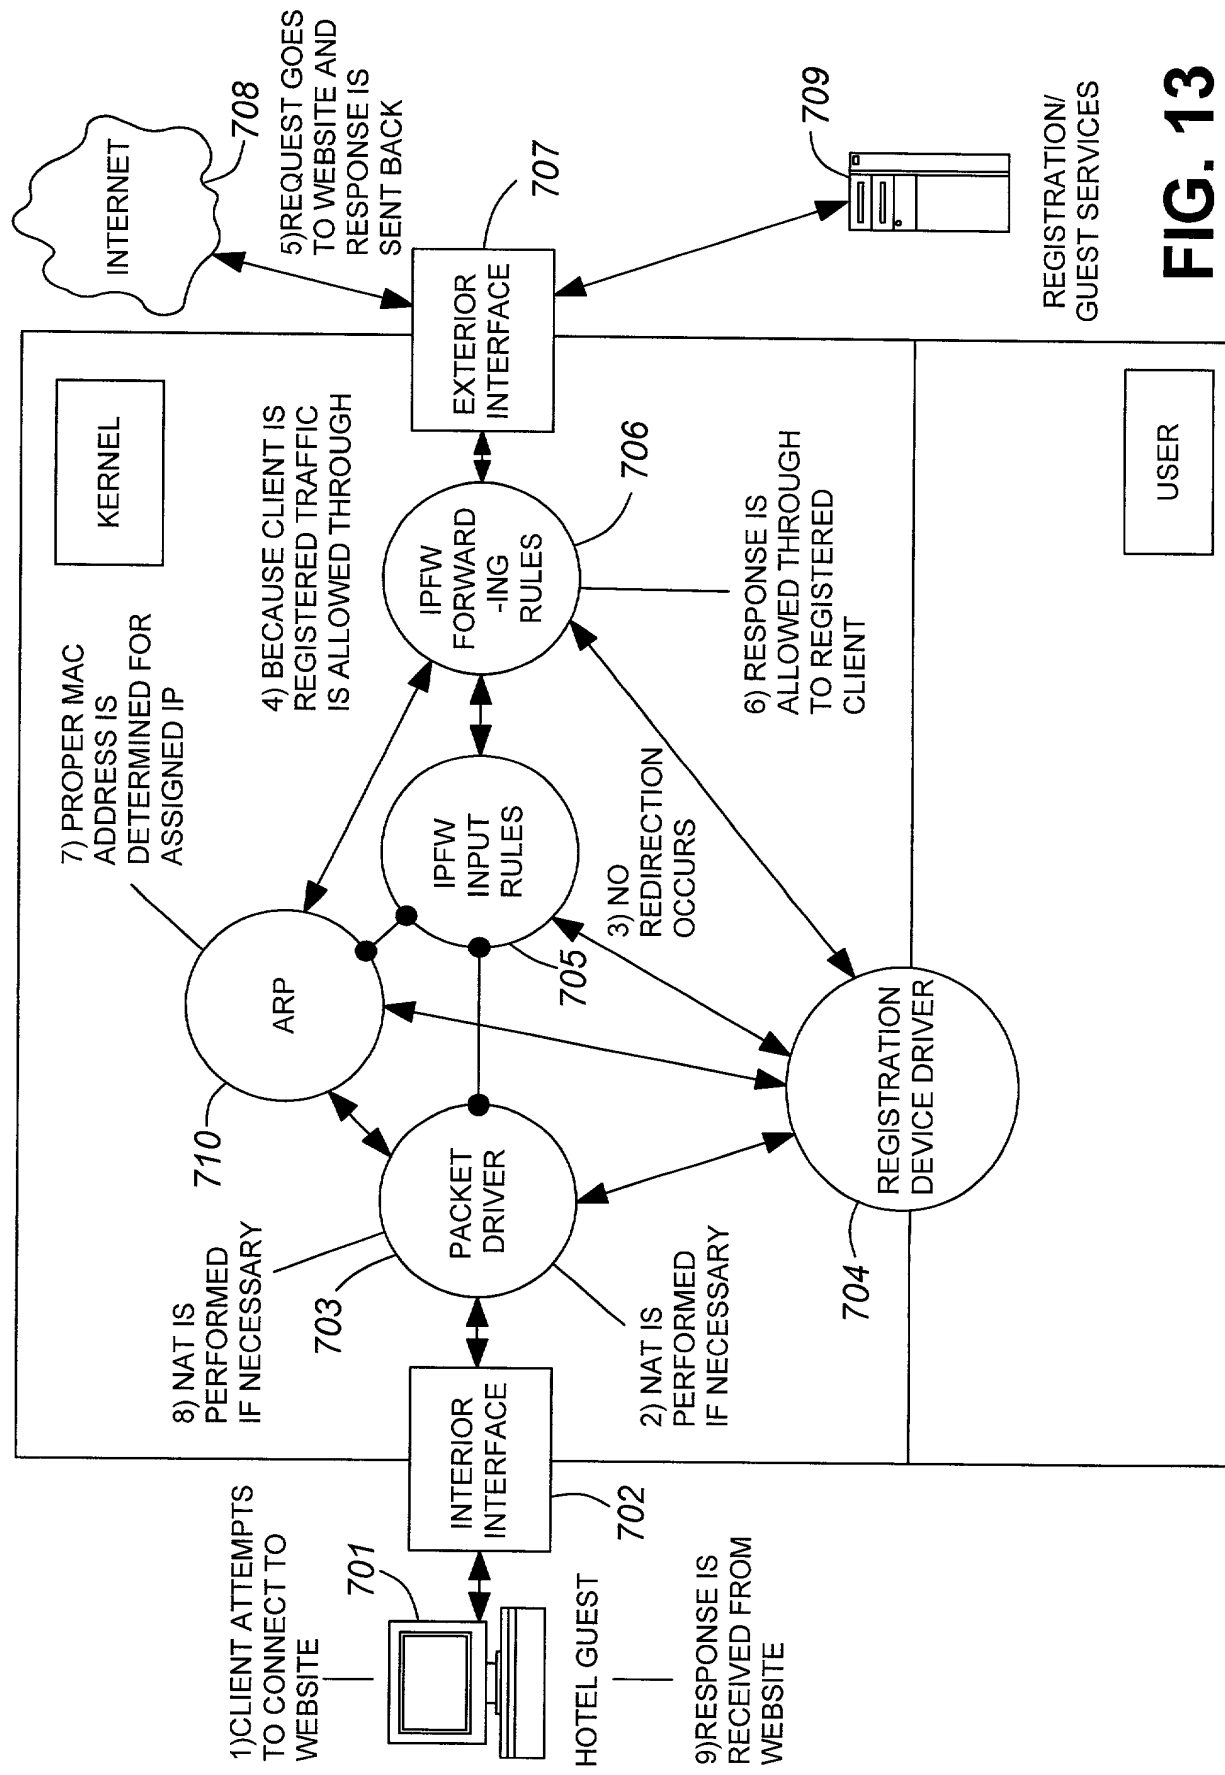 1)CLIENT ATTEMPTS
TO CONNECT TO
WEBSITE
701
HOTEL GUEST
9)RESPONSE IS
RECEIVED FROM
WEBSITE
INTERIOR
INTERFACE
702
8) NAT IS
PERFORMED
IF NECESSARY
703
PACKET
DRIVER
2) NAT IS
PERFORMED
IF NECESSARY
710
ARP
7) PROPER MAC
ADDRESS IS
DETERMINED FOR
ASSIGNED IP
704
REGISTRATION
DEVICE DRIVER
IPFW
INPUT
RULES
705
3) NO
REDIRECTION
OCCURS
KERNEL
4) BECAUSE CLIENT IS
REGISTERED TRAFFIC
IS ALLOWED THROUGH
IPFW
FORWARD
-ING
RULES
706
6) RESPONSE IS
ALLOWED THROUGH
TO REGISTERED
CLIENT
USER
EXTERIOR
INTERFACE
707
INTERNET
708
5)REQUEST GOES
TO WEBSITE AND
RESPONSE IS
SENT BACK
709
REGISTRATION/
GUEST SERVICES
FIG. 13